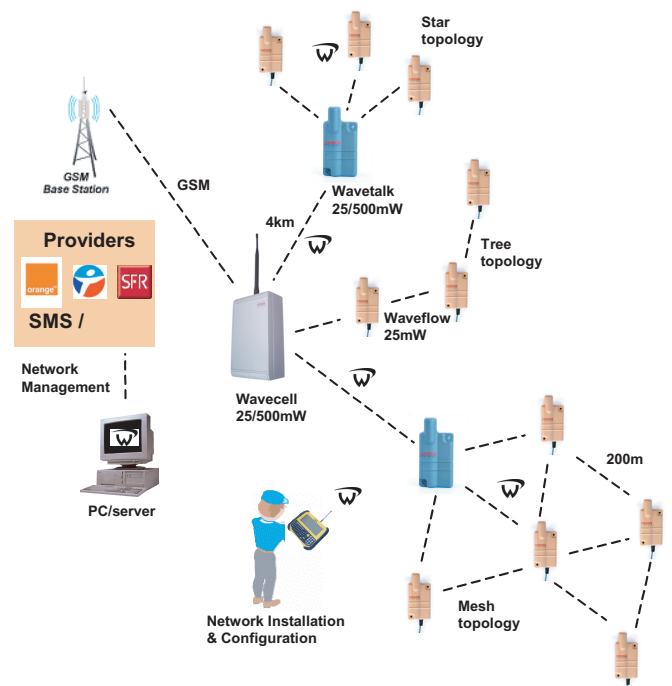 Star
topology
GSM
Base Station
GSM
Wavetalk
25/500mW
4km
Providers
orange™
SFR
SMS /
Tree
topology
Waveflow
25mW
Network
Management
Wavecell
25/500mW
PC/server
200m
Network Installation
& Configuration
Mesh
topology